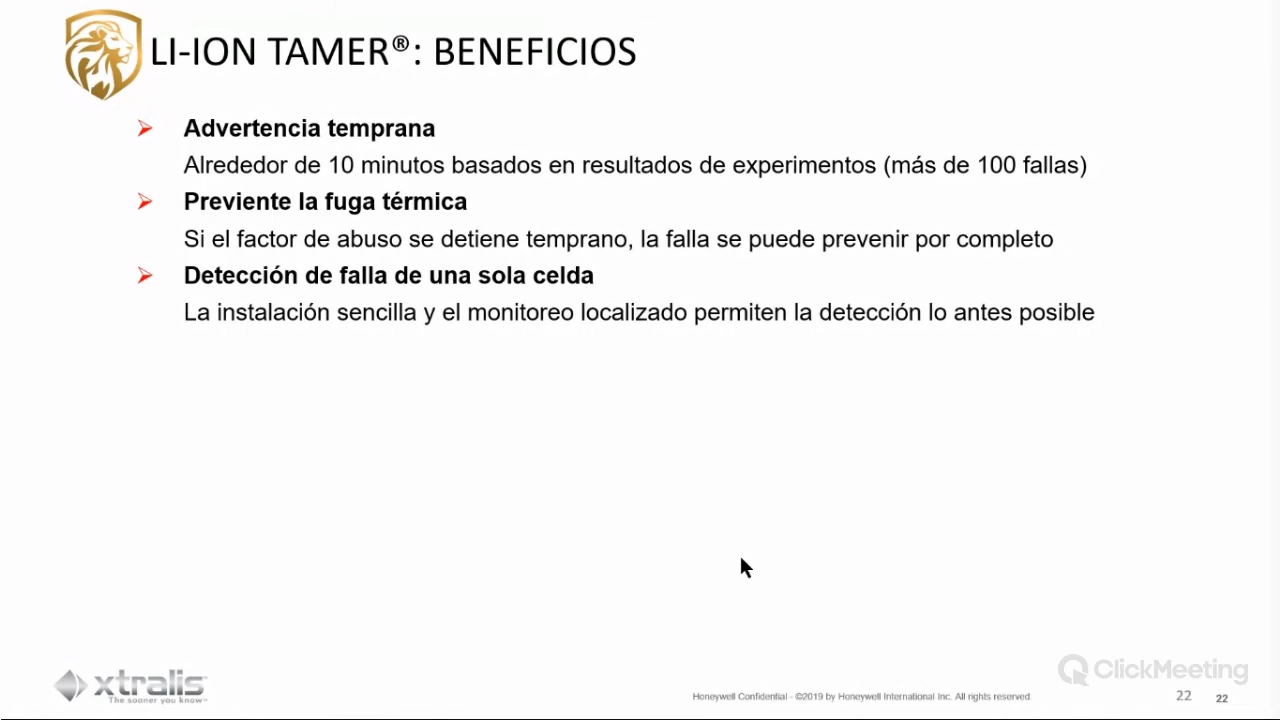 LI-ION TAMER®: BENEFICIOS
Advertencia temprana
Alrededor de 10 minutos basados en resultados de experimentos (más de 100 fallas)
Previente la fuga térmica
Si el factor de abuso se detiene temprano, la falla se puede prevenir por completo
Detección de falla de una sola celda
La instalación sencilla y el monitoreo localizado permiten la detección lo antes posible
xtralis™
The sooner you know™
Honeywell Confidential - ©2019 by Honeywell International Inc. All rights reserved.
22
22
ClickMeeting